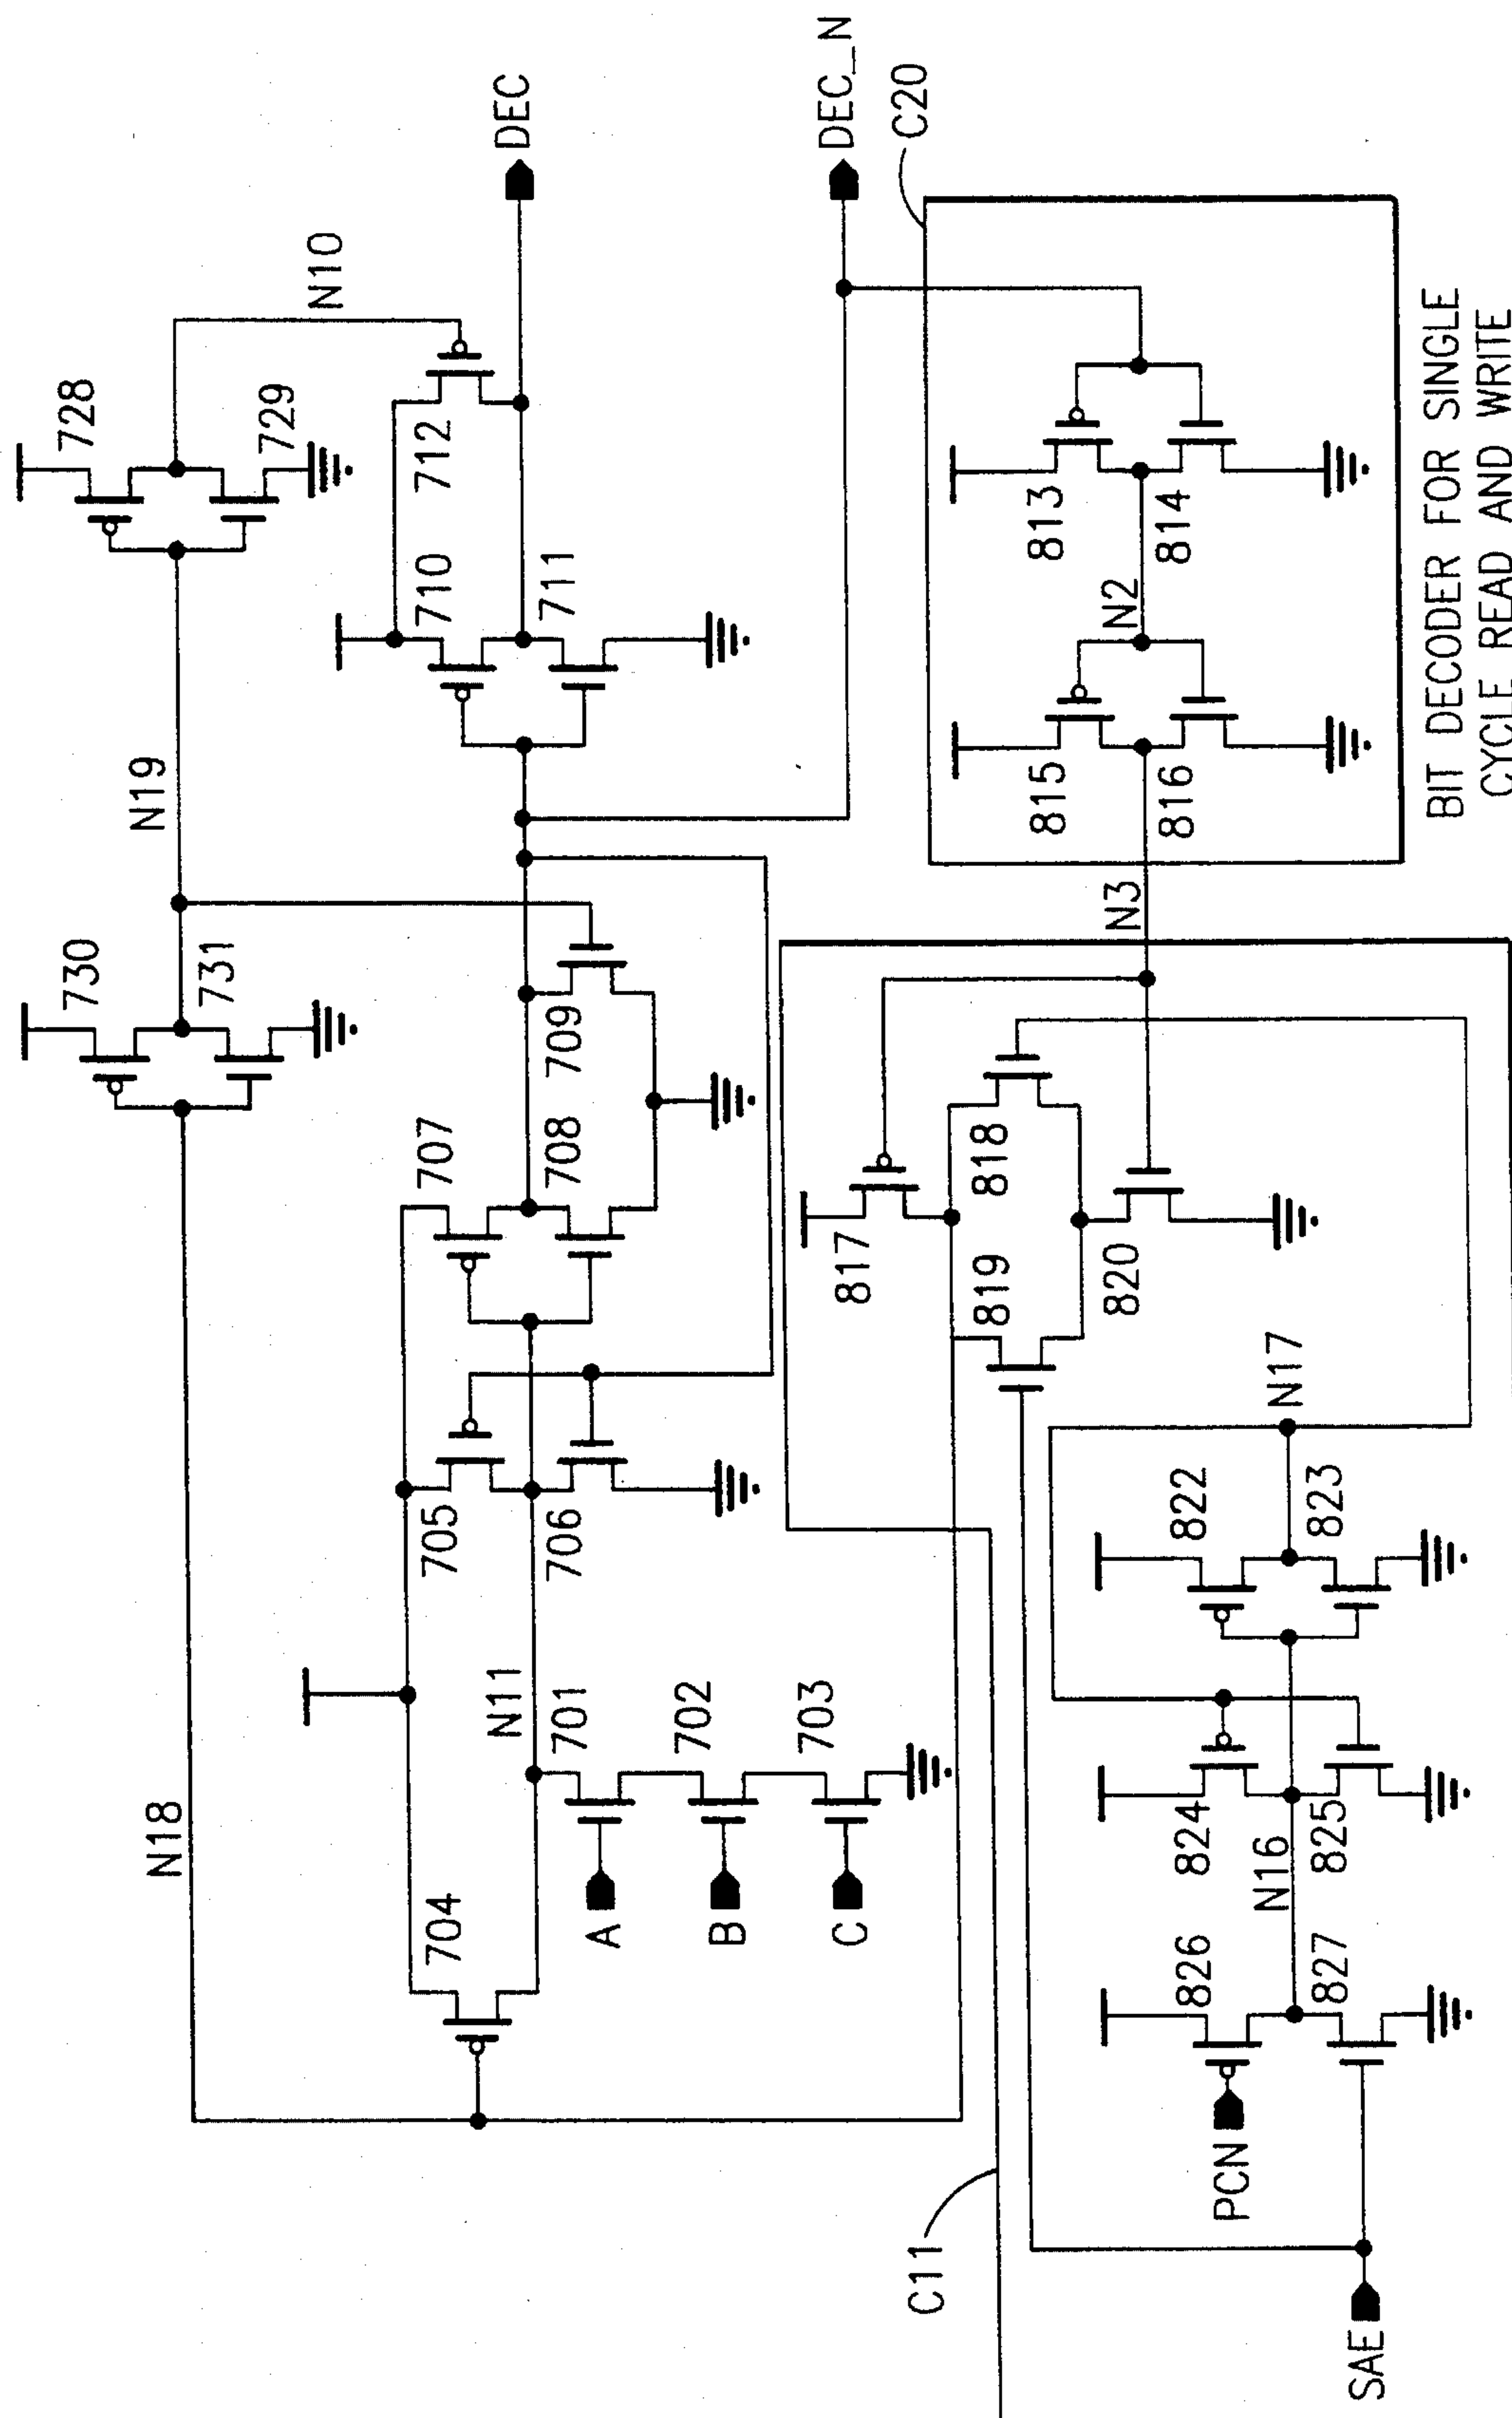 728
N10
729
DEC
730
N19
731
710
712
711
707
709
708
705
706
N18
704
N11
701
702
703
A
B
C
DEC_N
C20
813
N2
814
815
816
N3
817
818
819
820
N17
822
823
824
N16
825
826
827
PCN
C11
SAE
BIT DECODER FOR SINGLE
CYCLE READ AND WRITE